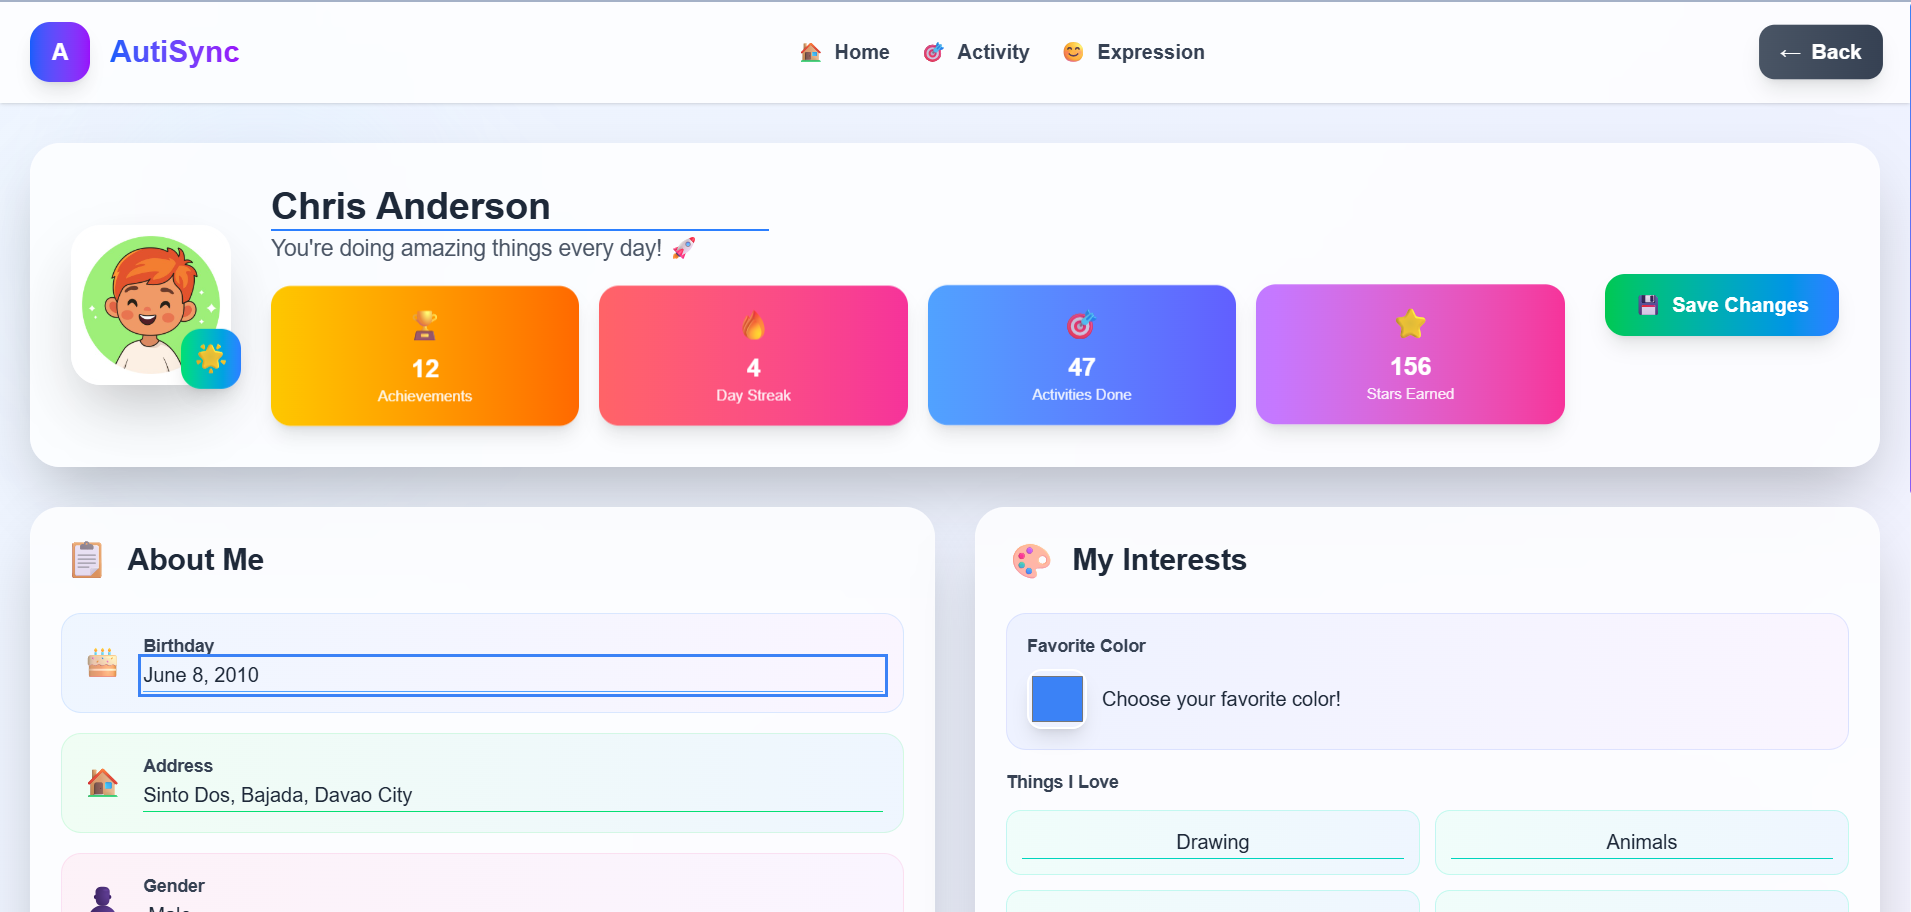 A AutiSync Home Activity Expression ← Back
Chris Anderson
You're doing amazing things every day!
12
Achievements
4
Day Streak
47
Activities Done
156
Stars Earned
Save Changes
About Me
Birthday
June 8, 2010
Address
Sinto Dos, Bajada, Davao City
Gender
Male
My Interests
Favorite Color
Choose your favorite color!
Things I Love
Drawing
Animals